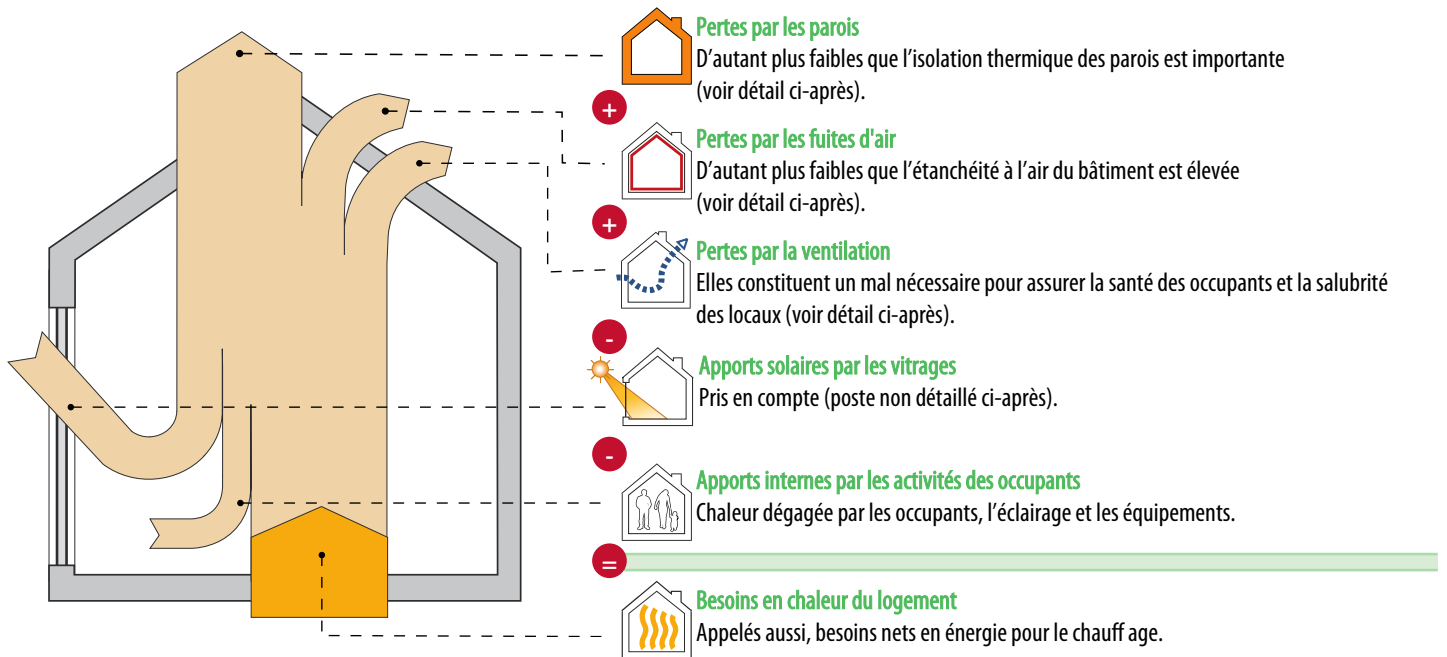 Pertes par les parois
D'autant plus faibles que l'isolation thermique des parois est importante
(voir détail ci-après).
+
Pertes par les fuites d'air
D'autant plus faibles que l'étanchéité à l'air du bâtiment est élevée
(voir détail ci-après).
+
Pertes par la ventilation
Elles constituent un mal nécessaire pour assurer la santé des occupants et la salubrité
des locaux (voir détail ci-après).
-
Apports solaires par les vitrages
Pris en compte (poste non détaillé ci-après).
-
Apports internes par les activités des occupants
Chaleur dégagée par les occupants, l'éclairage et les équipements.
=
Besoins en chaleur du logement
Appelés aussi, besoins nets en énergie pour le chauff age.